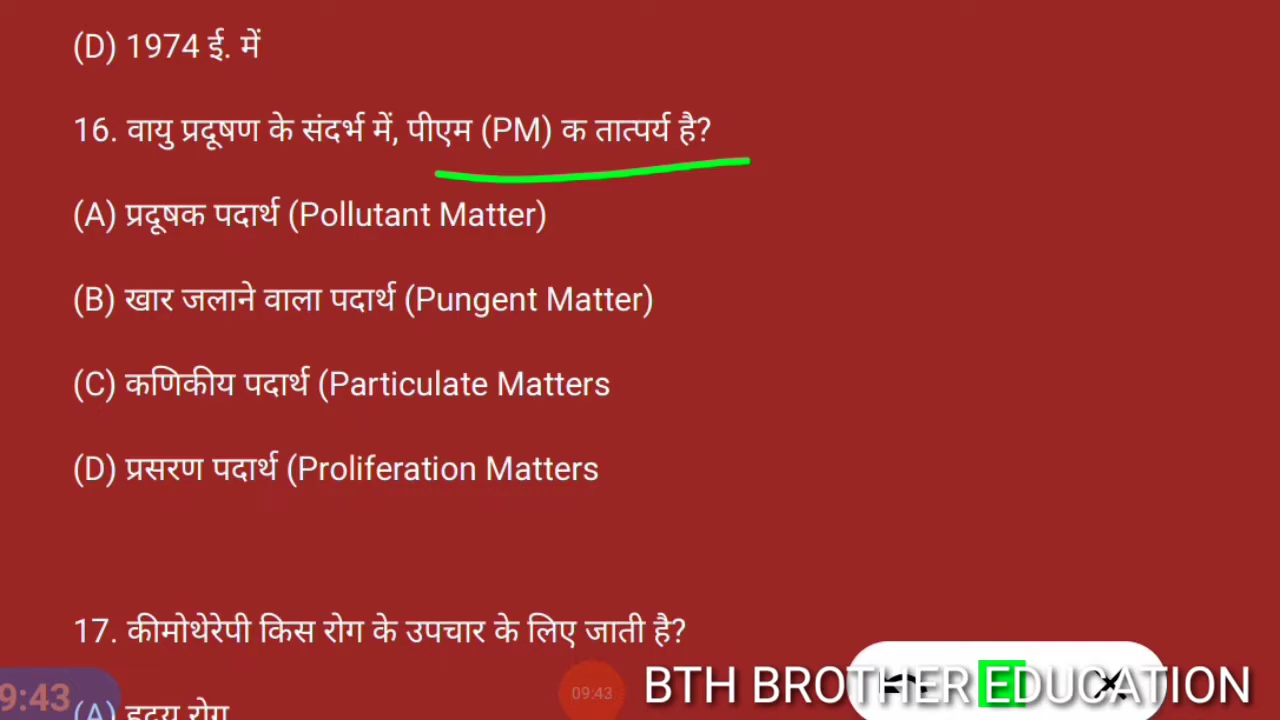 (D) 1974 ई. में
16. वायु प्रदूषण के संदर्भ में, पीएम (PM) क तात्पर्य है?
(A) प्रदूषक पदार्थ (Pollutant Matter)
(B) खार जलाने वाला पदार्थ (Pungent Matter)
(C) कणिकीय पदार्थ (Particulate Matters
(D) प्रसरण पदार्थ (Proliferation Matters
17. कीमोथेरेपी किस रोग के उपचार के लिए जाती है?
9:43
09:43
BTH BROTHER EDUCATION
(A) हृदय रोग